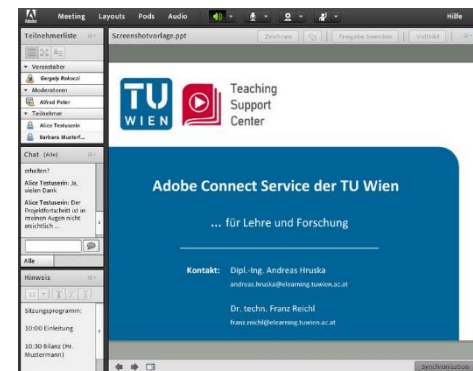 Adobe
Meeting Layouts Pods Audio Hilfe
Teilnehmerliste
Veranstalter
Gergely Rakoczi
Moderatoren
Alfred Peter
Teilnehmer
Alice Testuserin
Barbara Musterf...
Chat (Alle)
erhalten?
Alice Testuserin: Ja,
vielen Dank
Alice Testuserin: Der
Projektfortschritt ist in
meinen Augen nicht
ersichtlich ...
Alle
Hinweis
Sitzungsprogramm:
10:00 Einleitung
10:30 Bilanz (Hr.
Mustermann)
Screenshotvorlage.ppt
Zeichnen Freigabe beenden Vollbild
TU
WIEN
Teaching
Support
Center
Adobe Connect Service der TU Wien
... für Lehre und Forschung
Kontakt: Dipl.-Ing. Andreas Hruska
andreas.hruska@elearning.tuwien.ac.at
Dr. techn. Franz Reichl
franz.reichl@elearning.tuwien.ac.at
Synchronisation